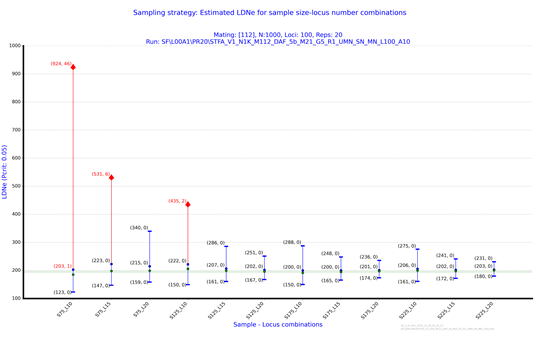 Sampling strategy: Estimated LDNe for sample size-locus number combinations
Mating: [112], N:1000, Loci: 100, Reps: 20
Run: SF\L00A1\PR20\STFA_V1_N1K_M112_DAF_5b_M21_G5_R1_UMN_SN_MN_L100_A10
LDNe (Pcrit: 0.05)
1000
900
800
700
600
500
400
300
200
100
(924, 46)
(203, 1)
(123, 0)
(531, 6)
(223, 0)
(147, 0)
(340, 0)
(215, 0)
(159, 0)
(435, 2)
(222, 0)
(150, 0)
(286, 0)
(207, 0)
(161, 0)
(251, 0)
(202, 0)
(167, 0)
(288, 0)
(200, 0)
(150, 0)
(248, 0)
(200, 0)
(165, 0)
(236, 0)
(201, 0)
(174, 0)
(275, 0)
(206, 0)
(161, 0)
(241, 0)
(202, 0)
(172, 0)
(231, 0)
(203, 0)
(180, 0)
S75_L10
S75_L15
S75_L20
S125_L10
S125_L15
S125_L20
S175_L10
S175_L15
S175_L20
S225_L10
S225_L15
S225_L20
Sample - Locus combinations